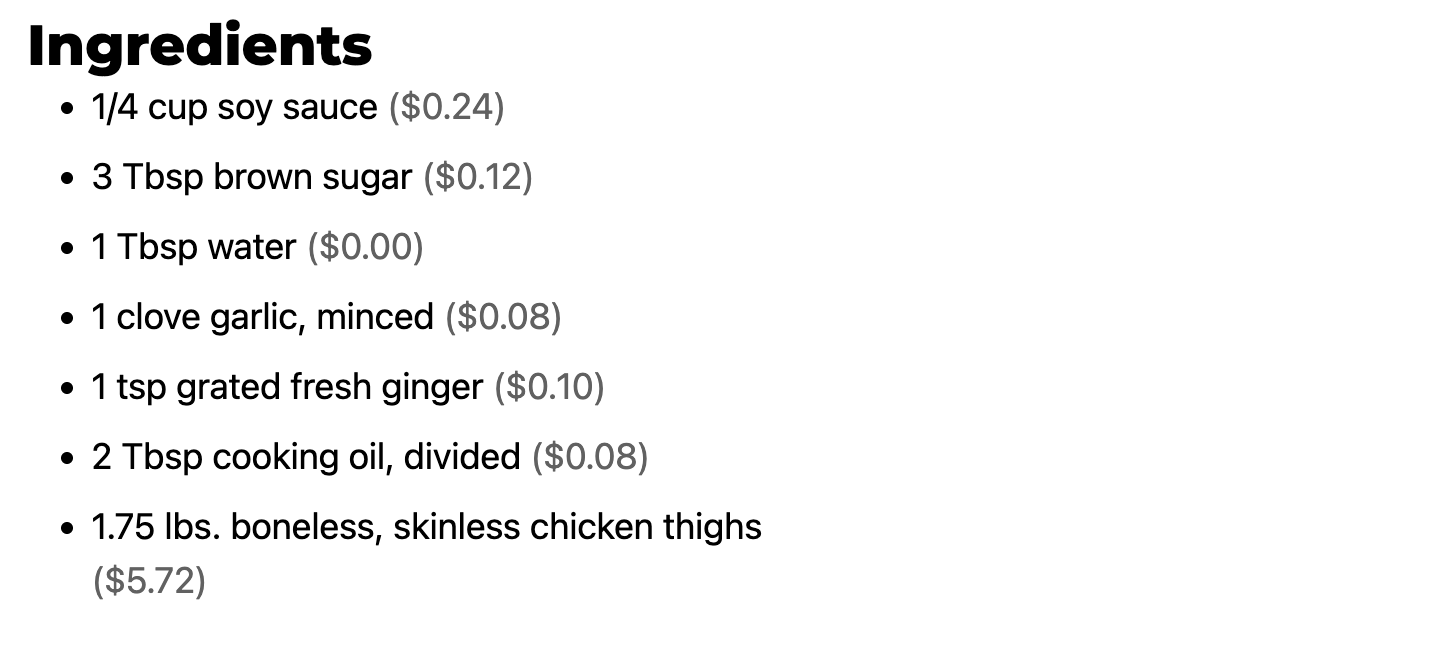 Ingredients
• 1/4 cup soy sauce ($0.24)
• 3 Tbsp brown sugar ($0.12)
• 1 Tbsp water ($0.00)
• 1 clove garlic, minced ($0.08)
• 1 tsp grated fresh ginger ($0.10)
• 2 Tbsp cooking oil, divided ($0.08)
• 1.75 lbs. boneless, skinless chicken thighs
($5.72)